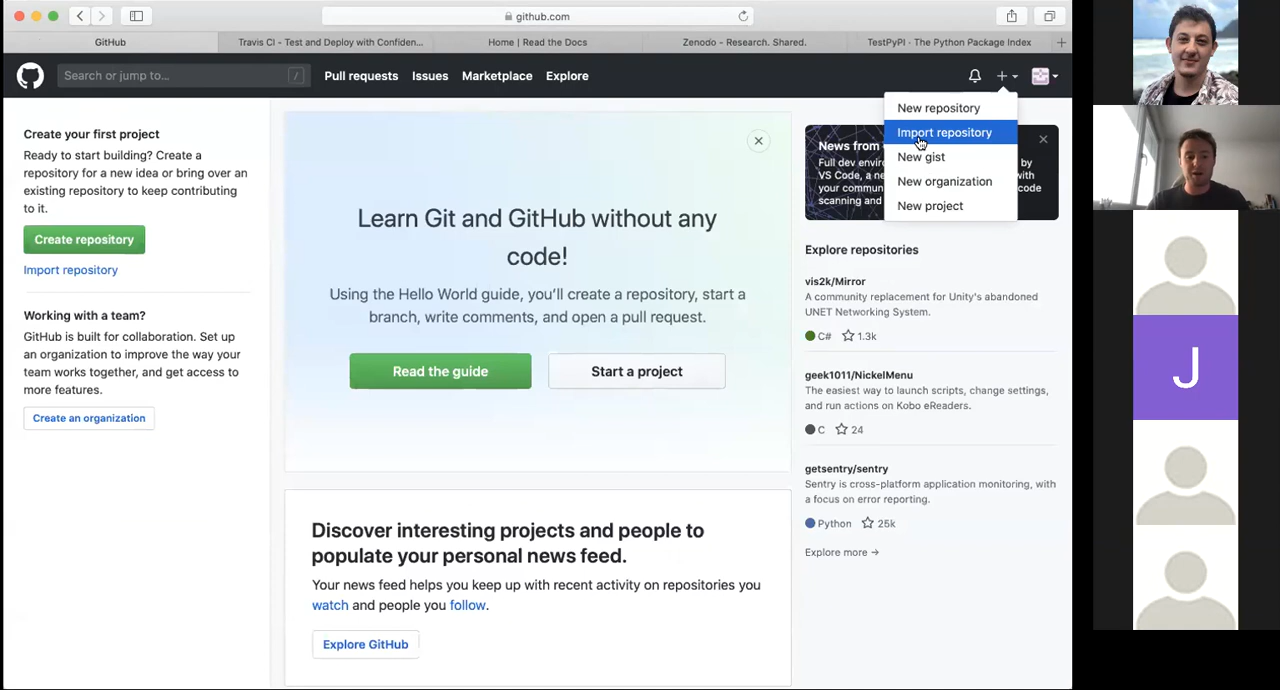 github.com
GitHub
Travis CI - Test and Deploy with Confiden...
Home | Read the Docs
Zenodo - Research. Shared.
TestPyPI · The Python Package Index
Search or jump to...
/
Pull requests
Issues
Marketplace
Explore
New repository
Import repository
New gist
New organization
New project
Create your first project
Ready to start building? Create a
repository for a new idea or bring over an
existing repository to keep contributing
to it.
Create repository
Import repository
Working with a team?
GitHub is built for collaboration. Set up
an organization to improve the way your
team works together, and get access to
more features.
Create an organization
Learn Git and GitHub without any
code!
Using the Hello World guide, you’ll create a repository, start a
branch, write comments, and open a pull request.
Read the guide
Start a project
Discover interesting projects and people to
populate your personal news feed.
Your news feed helps you keep up with recent activity on repositories you
watch and people you follow.
Explore GitHub
News from
Full dev enviro by
VS Code, a ne with
your commun code
scanning and
Explore repositories
vis2k/Mirror
A community replacement for Unity's abandoned
UNET Networking System.
C# 1.3k
geek1011/NickelMenu
The easiest way to launch scripts, change settings,
and run actions on Kobo eReaders.
C 24
getsentry/sentry
Sentry is cross-platform application monitoring, with
a focus on error reporting.
Python 25k
Explore more →
J